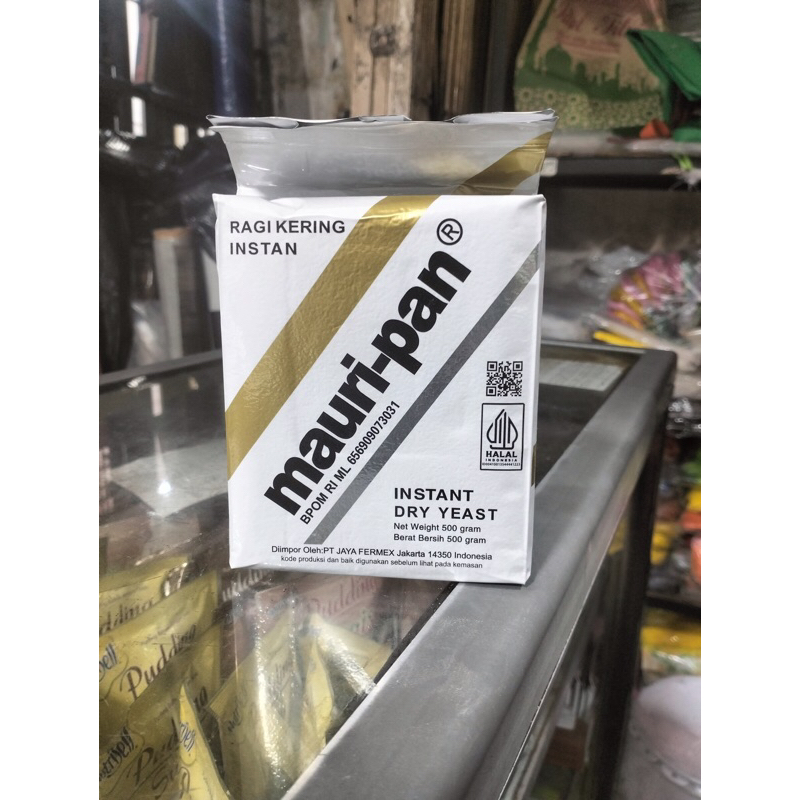 RAGI KERING
INSTAN
mauri-pan®
BPOM RI ML 656909073031
HALAL
INDONESIA
INSTANT
DRY YEAST
Net Weight 500 gram
Berat Bersih 500 gram
Diimpor Oleh:PT JAYA FERMEX Jakarta 14350 Indonesia
kode produksi dan baik digunakan sebelum lihat pada kemasan
Pudding
Pudding